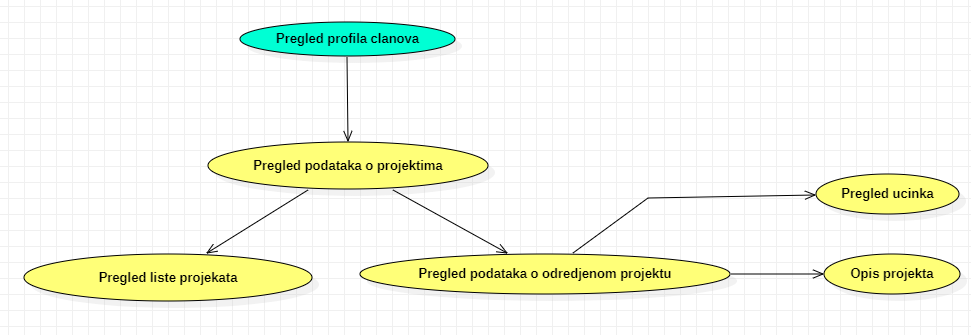 Pregled profila clanova
Pregled podataka o projektima
Pregled ucinka
Pregled liste projekata
Pregled podataka o odredjenom projektu
Opis projekta